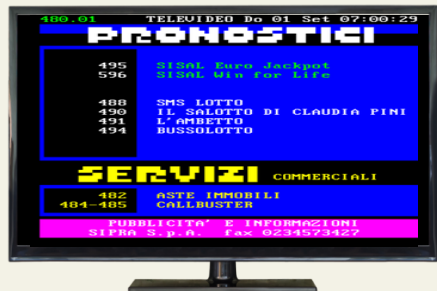 480.01 TELEVIDEO Do 01 Set 07:00:29
PRONOSTICI
495 SISAL Euro Jackpot
596 SISAL Win for Life
488 SMS LOTTO
490 IL SALOTTO DI CLAUDIA PINI
491 L'AMBETTO
494 BUSSOLOTTO
SERVIZI COMMERCIALI
482 ASTE IMMOBILI
484-485 CALLBUSTER
PUBBLICITA' E INFORMAZIONI
SIPRA S.p.A. fax 0234573427